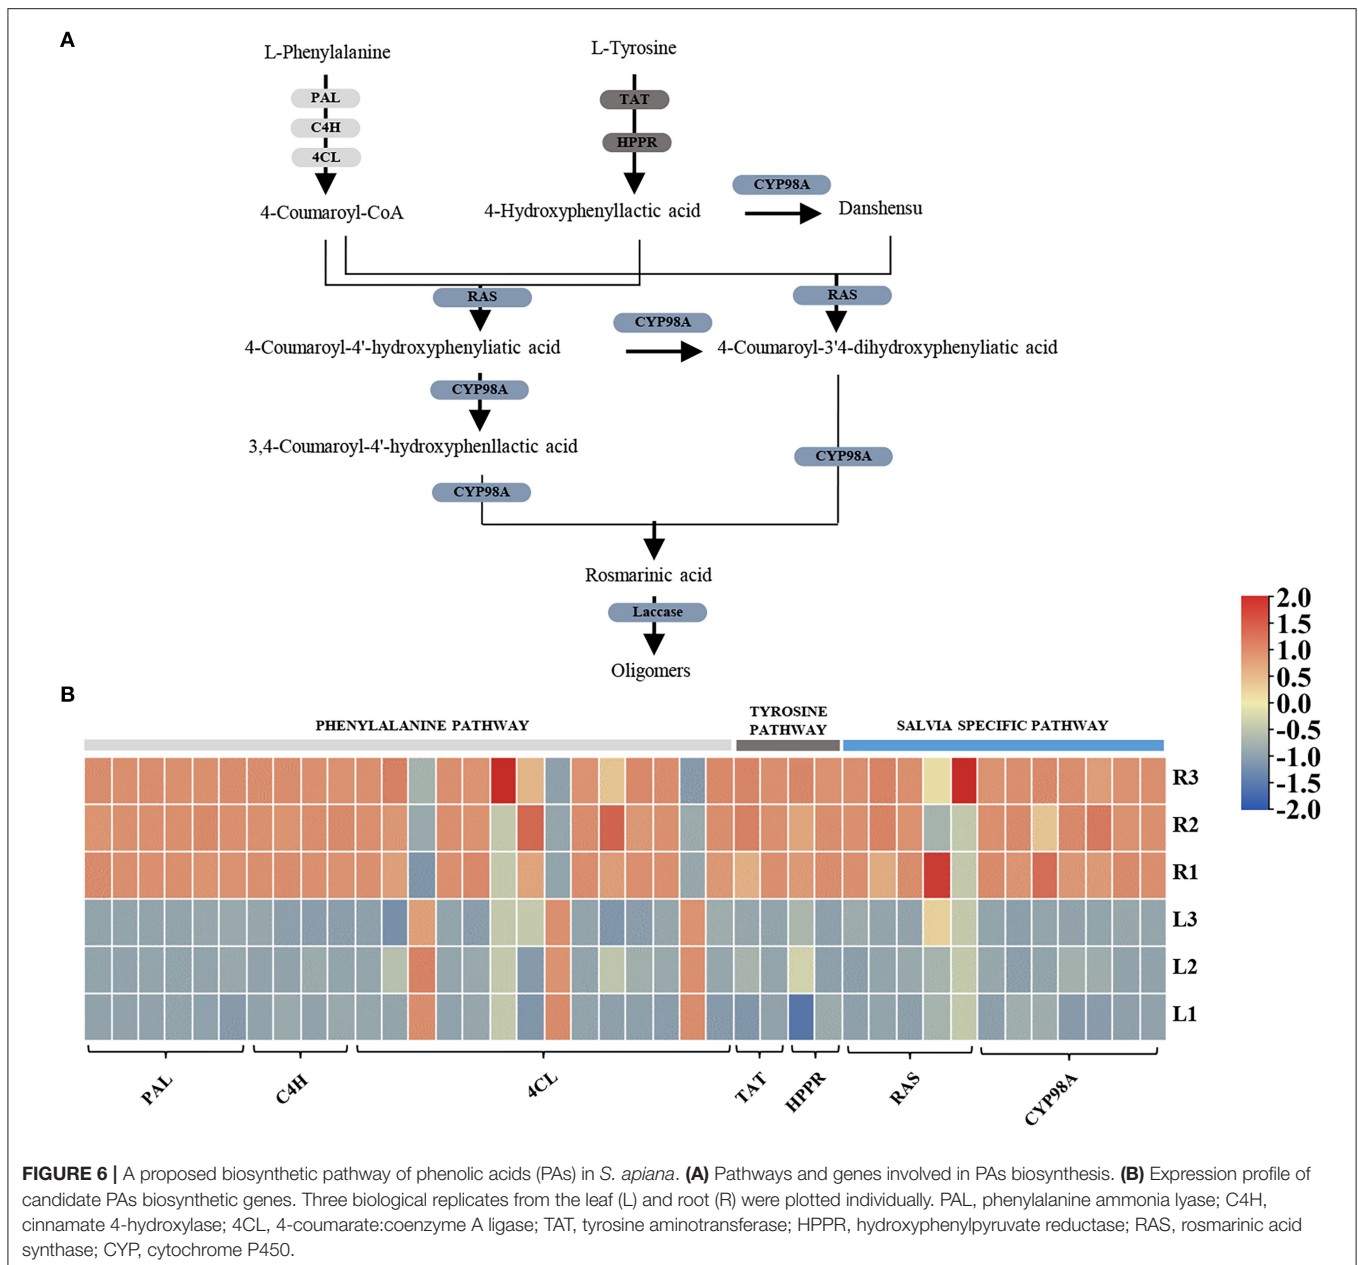 A
L-Phenylalanine
L-Tyrosine
PAL
TAT
C4H
HPPR
4CL
CYP98A
4-Coumaroyl-CoA
4-Hydroxyphenyllactic acid
Danshensu
RAS
RAS
CYP98A
4-Coumaroyl-4'-hydroxyphenyliatic acid
4-Coumaroyl-3'4-dihydroxyphenyliatic acid
CYP98A
3,4-Coumaroyl-4'-hydroxyphenllactic acid
CYP98A
CYP98A
Rosmarinic acid
Laccase
Oligomers
2.0
1.5
1.0
0.5
0.0
-0.5
-1.0
-1.5
-2.0
B
PHENYLALANINE PATHWAY
TYROSINE
PATHWAY
SALVIA SPECIFIC PATHWAY
R3
R2
R1
L3
L2
L1
PAL
C4H
4CL
TAT
HPPR
RAS
CYP98A
FIGURE 6 | A proposed biosynthetic pathway of phenolic acids (PAs) in S. apiana. (A) Pathways and genes involved in PAs biosynthesis. (B) Expression profile of
candidate PAs biosynthetic genes. Three biological replicates from the leaf (L) and root (R) were plotted individually. PAL, phenylalanine ammonia lyase; C4H,
cinnamate 4-hydroxylase; 4CL, 4-coumarate:coenzyme A ligase; TAT, tyrosine aminotransferase; HPPR, hydroxyphenylpyruvate reductase; RAS, rosmarinic acid
synthase; CYP, cytochrome P450.